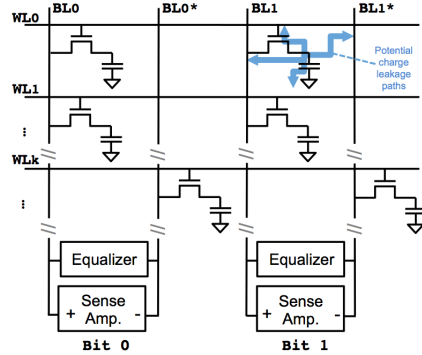 BL0 BL0* BL1 BL1*
WL0
Potential
charge
leakage
paths
WL1
...
WLk
...
Equalizer Equalizer
+ Sense Amp. - + Sense Amp. -
Bit 0 Bit 1